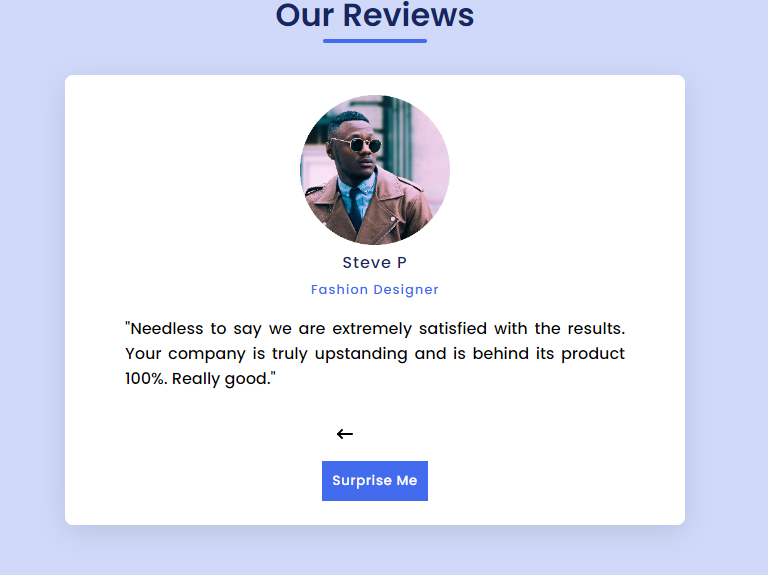 Our Reviews
Steve P
Fashion Designer
"Needless to say we are extremely satisfied with the results.
Your company is truly upstanding and is behind its product
100%. Really good."
Surprise Me